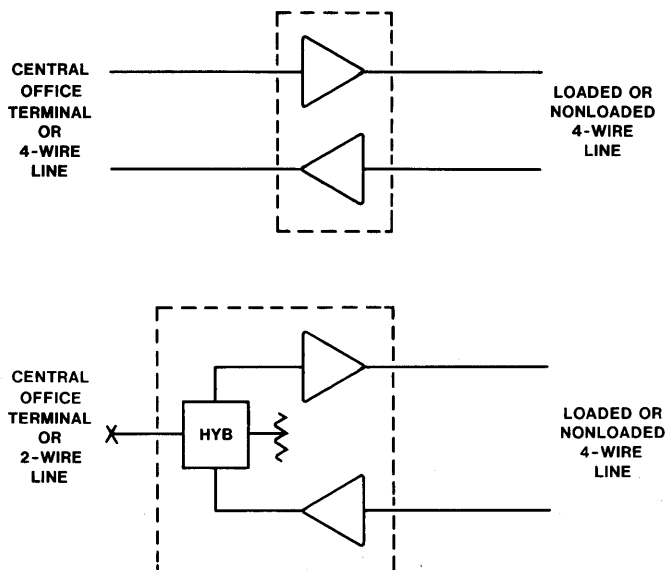 CENTRAL
OFFICE
TERMINAL
OR
4-WIRE
LINE
LOADED OR
NONLOADED
4-WIRE
LINE
CENTRAL
OFFICE
TERMINAL
OR
2-WIRE
LINE
HYB
LOADED OR
NONLOADED
4-WIRE
LINE